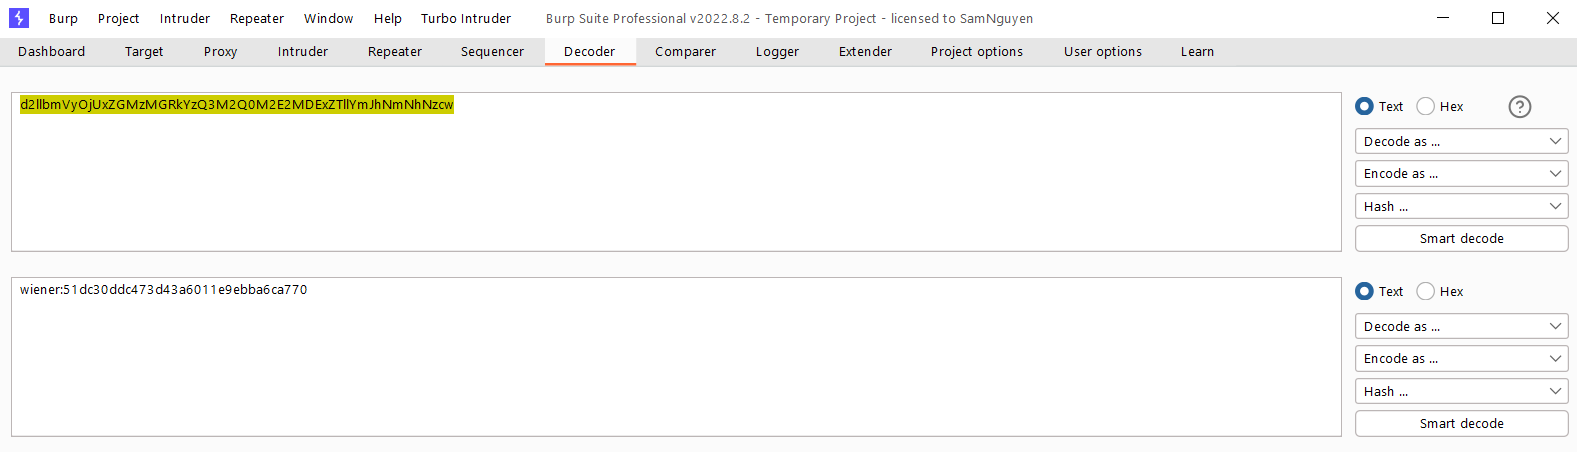 Burp Project Intruder Repeater Window Help Turbo Intruder Burp Suite Professional v2022.8.2 - Temporary Project - licensed to SamNguyen
Dashboard Target Proxy Intruder Repeater Sequencer Decoder Comparer Logger Extender Project options User options Learn
d2llbmVyOjUxZGMzMGRkYzQ3M2Q0M2E2MDExZTllYmJhNmNhNzcw
Text Hex ?
Decode as ...
Encode as ...
Hash ...
Smart decode
wiener:51dc30ddc473d43a6011e9ebba6ca770
Text Hex
Decode as ...
Encode as ...
Hash ...
Smart decode